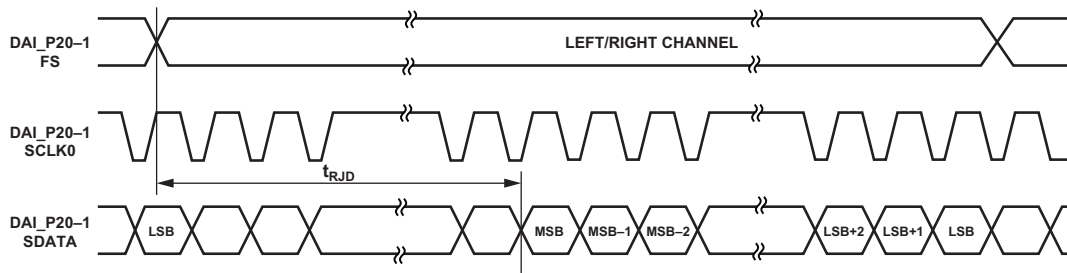 DAI_P20–1
FS
LEFT/RIGHT CHANNEL
DAI_P20–1
SCLK0
tRJD
DAI_P20–1
SDATA
LSB
MSB
MSB–1
MSB–2
LSB+2
LSB+1
LSB